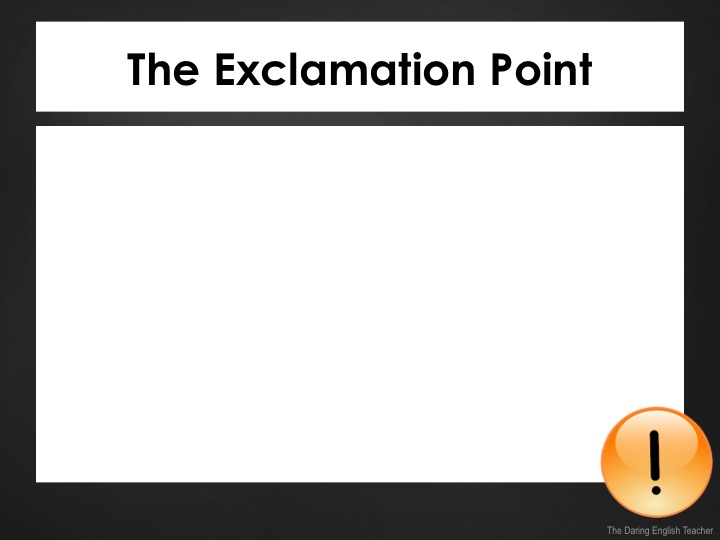 The Exclamation Point
!
The Daring English Teacher